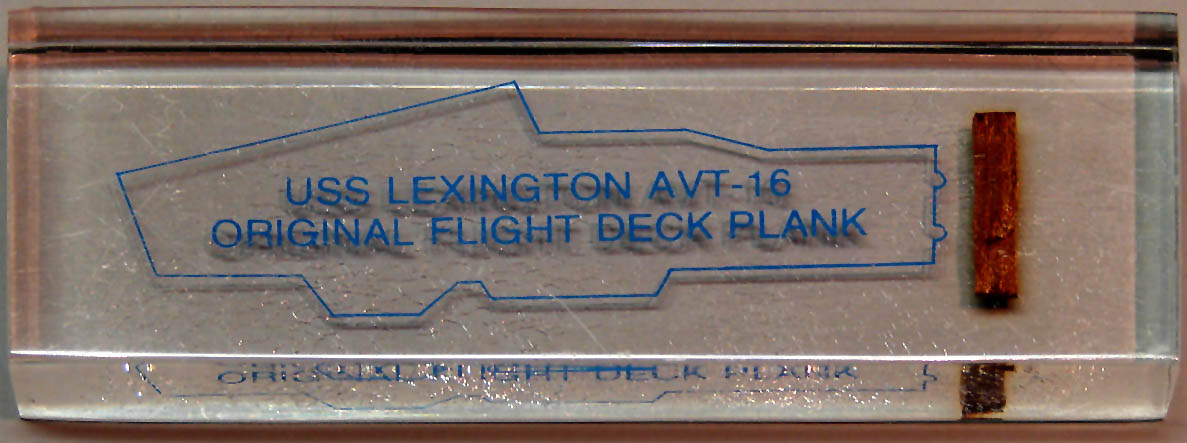 USS LEXINGTON AVT-16
ORIGINAL FLIGHT DECK PLANK